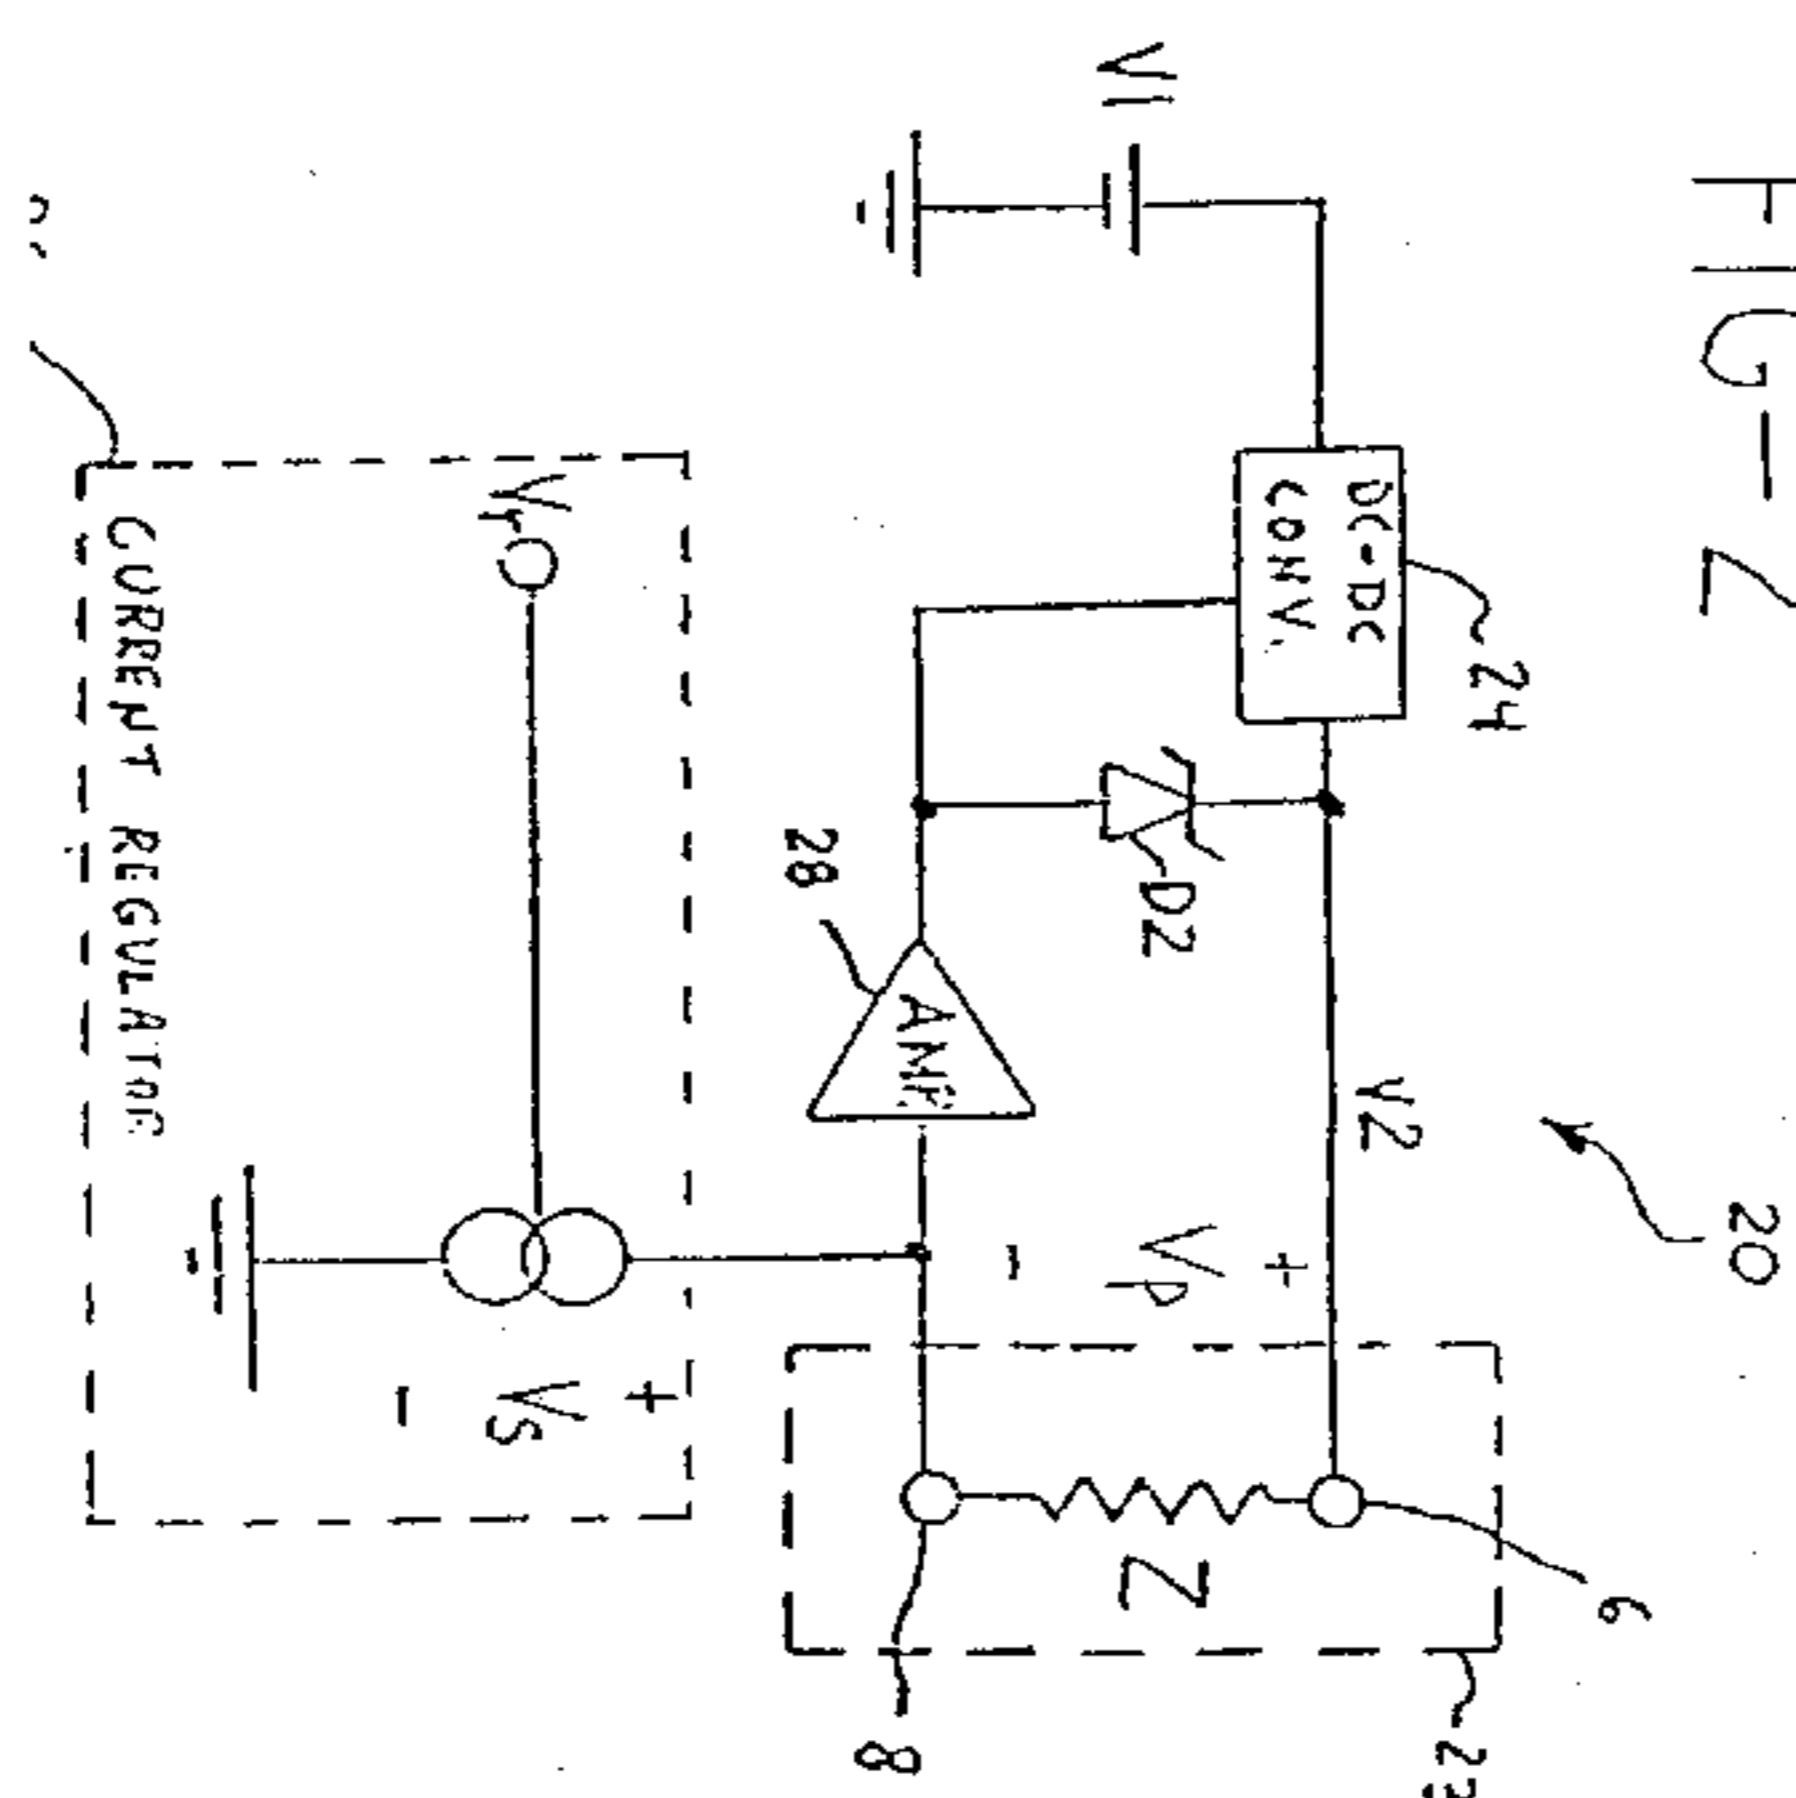 FIG-2
20
V1
DC-DC
CONV.
24
V2
6
D2
+
VP
-
Z
28
AMP.
8
Vr
+
VS
-
CURRENT REGULATOR